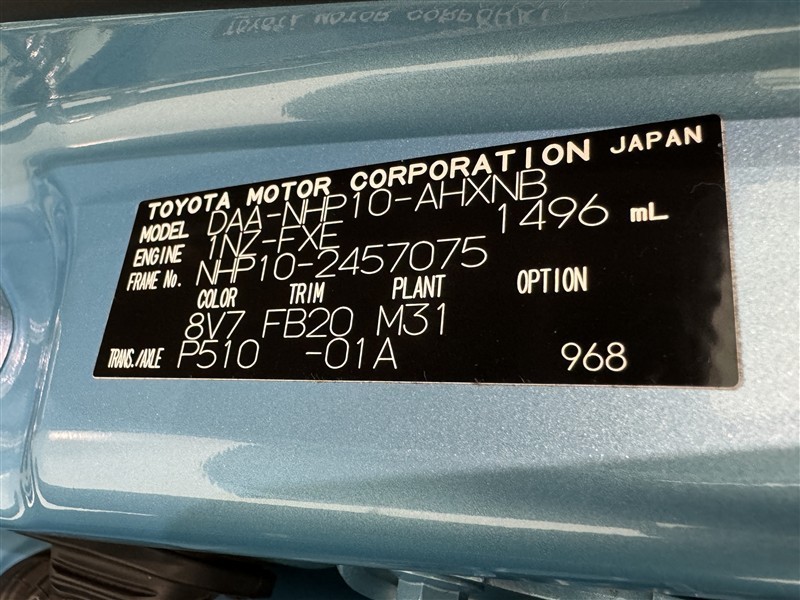 TOYOTA MOTOR CORPORATION JAPAN
MODEL DAA-NHP10-AHXNB
ENGINE 1NZ-FXE 1496 mL
FRAME No. NHP10-2457075
COLOR TRIM PLANT OPTION
8V7 FB20 M31
TRANS./AXLE P510 -01A 968